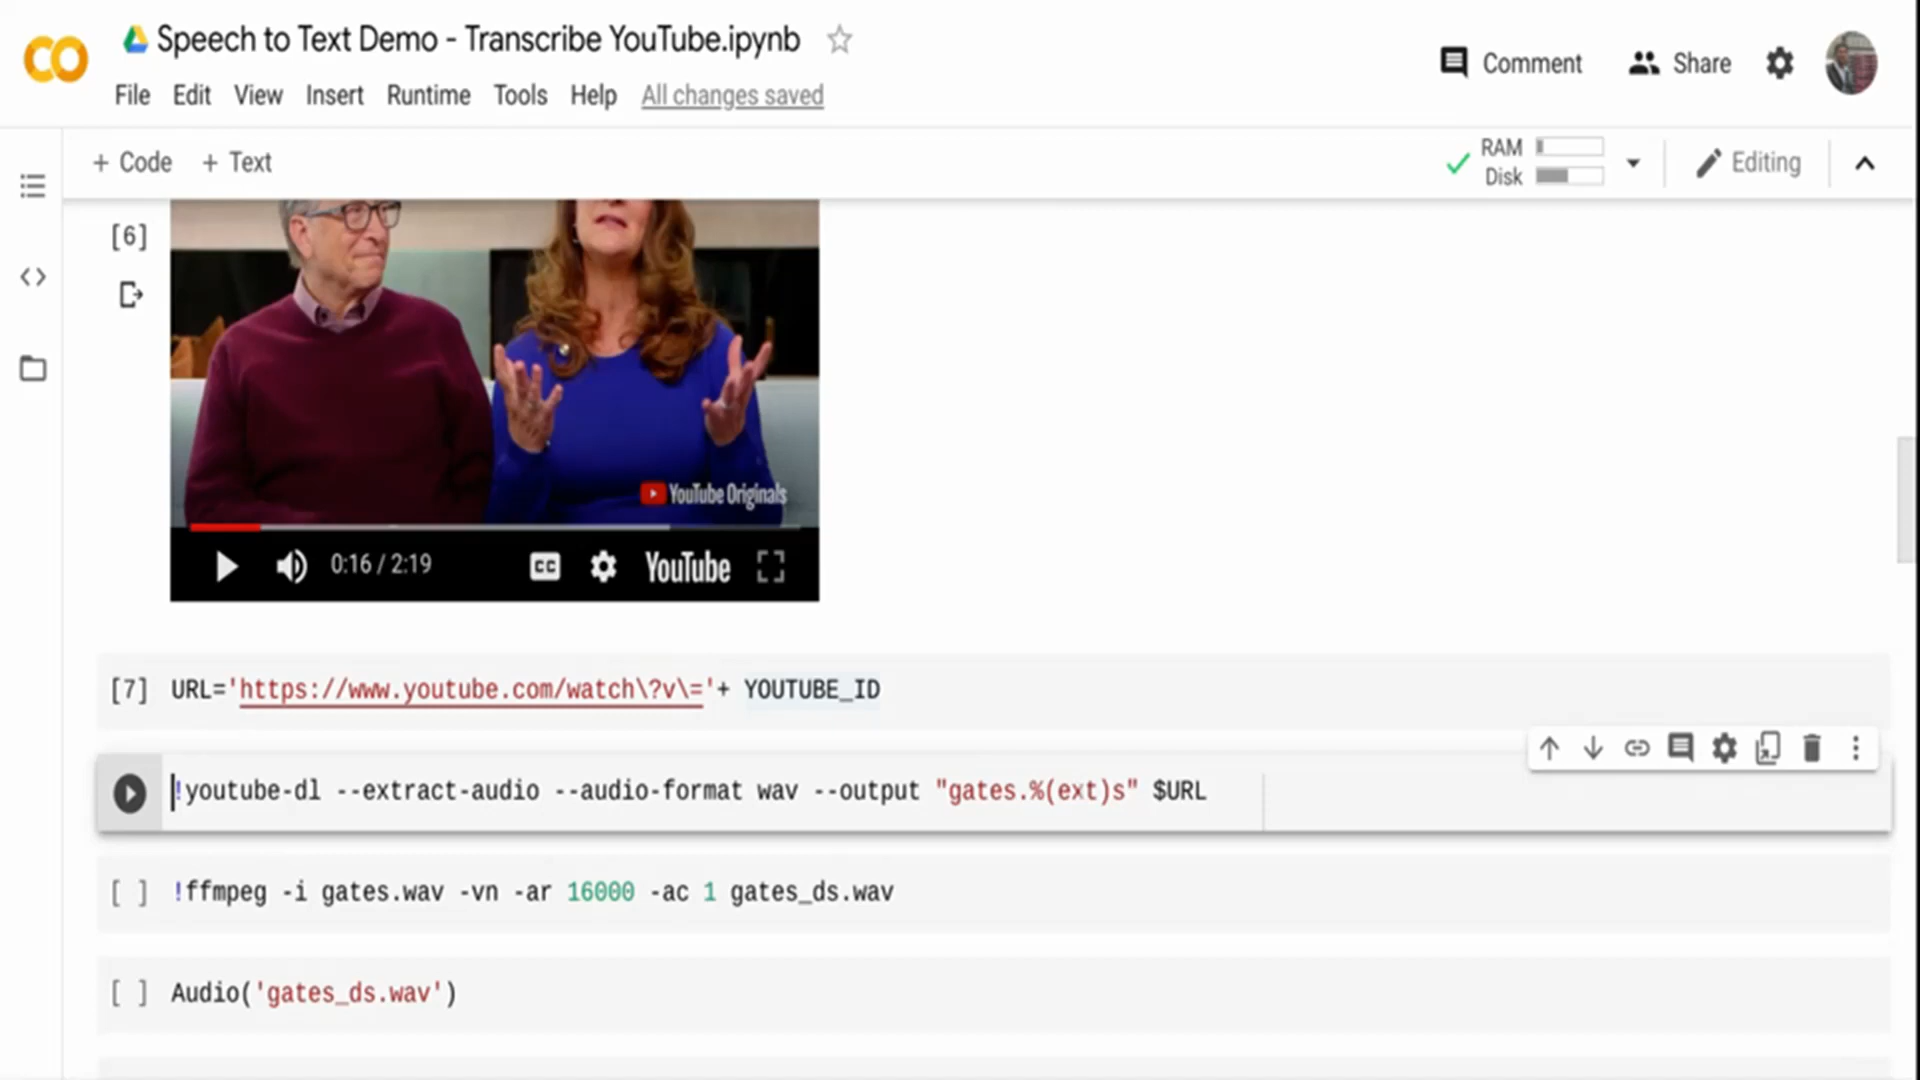 Speech to Text Demo - Transcribe YouTube.ipynb
Comment
Share
File Edit View Insert Runtime Tools Help All changes saved
+ Code + Text
RAM
Disk
Editing
[6]
YouTube Originals
0:16 / 2:19
CC
YouTube
[7] URL='https://www.youtube.com/watch\?v\='+ YOUTUBE_ID
!youtube-dl --extract-audio --audio-format wav --output "gates.%(ext)s" $URL
[ ] !ffmpeg -i gates.wav -vn -ar 16000 -ac 1 gates_ds.wav
[ ] Audio('gates_ds.wav')